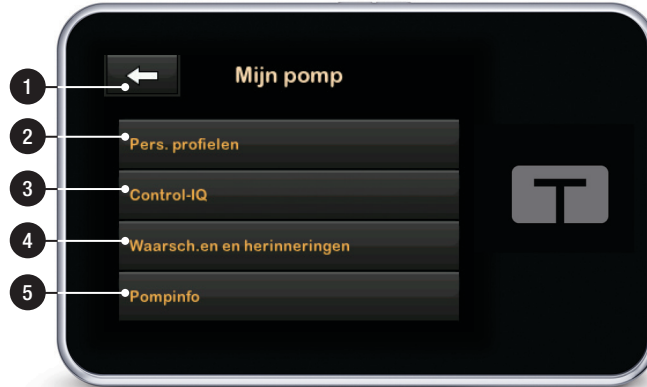 Mijn pomp
1
2
Pers. profielen
3
Control-IQ
4
Waarsch.en en herinneringen
5
Pompinfo
T